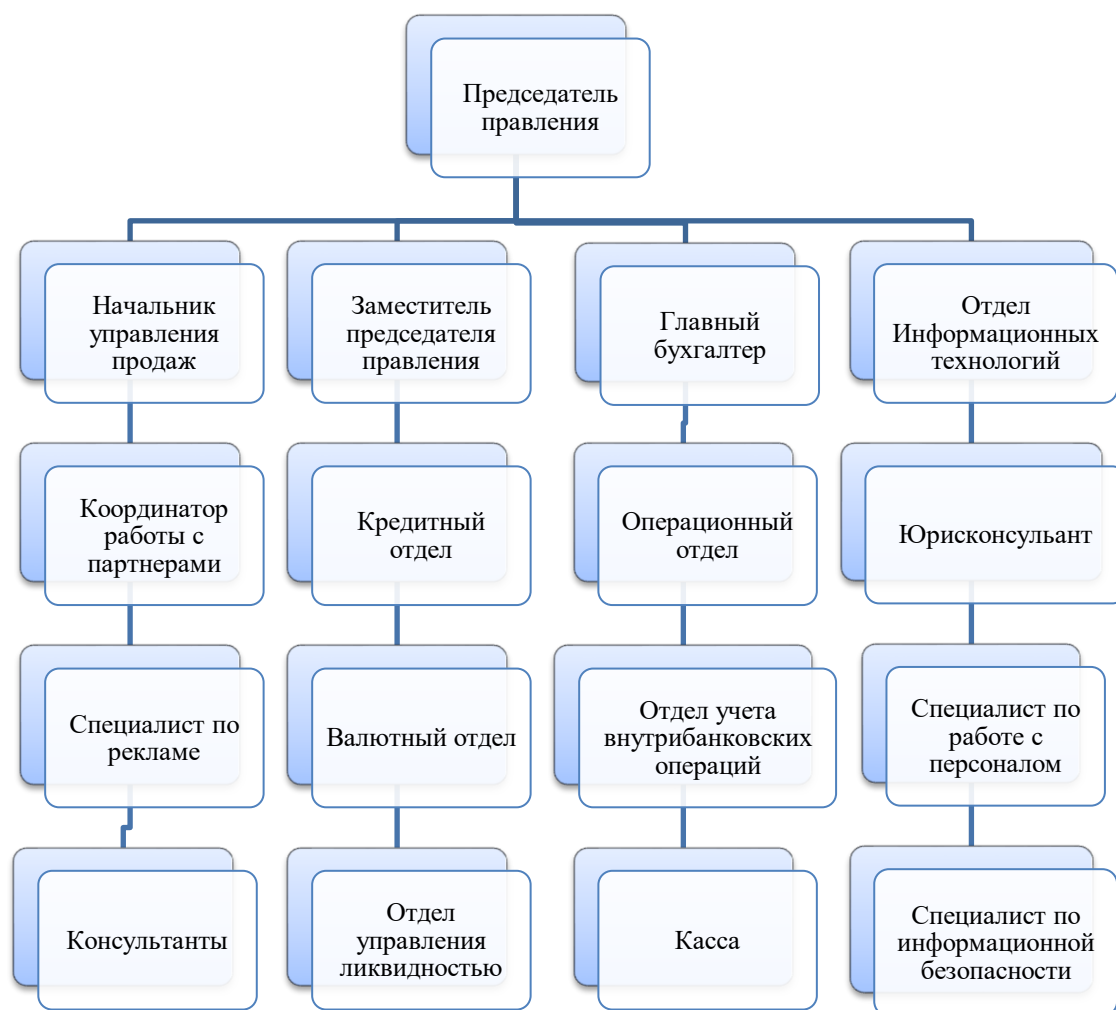 Председатель
правления
Начальник
управления
продаж
Заместитель
председателя
правления
Главный
бухгалтер
Отдел
Информационных
технологий
Координатор
работы с
партнерами
Кредитный
отдел
Операционный
отдел
Юрисконсульант
Специалист по
рекламе
Валютный отдел
Отдел учета
внутрибанковских
операций
Специалист по
работе с
персоналом
Консультанты
Отдел
управления
ликвидностью
Касса
Специалист по
информационной
безопасности